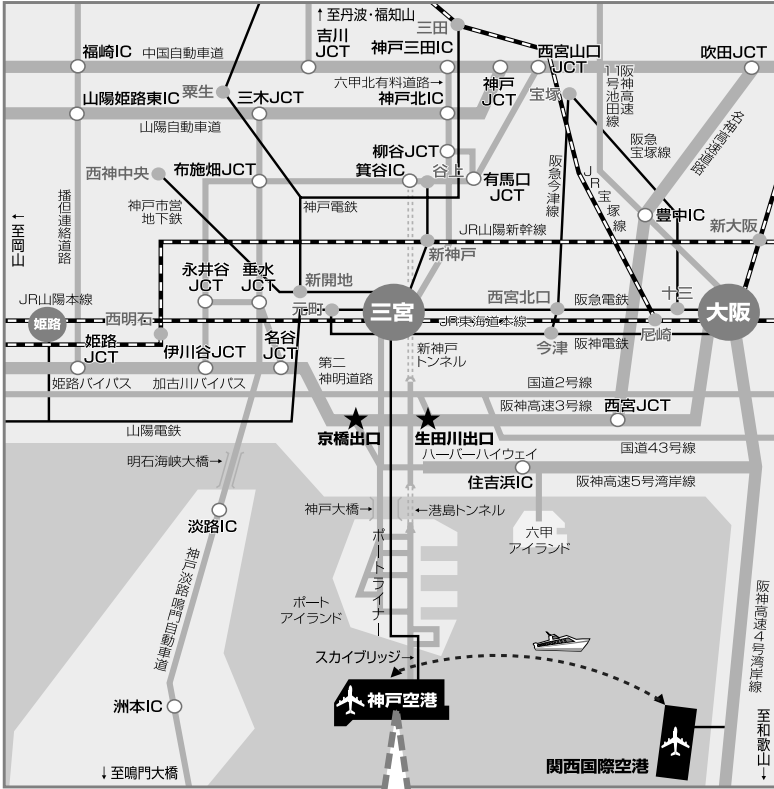 ↑至丹波・福知山
三田
吉川
JCT
福崎IC
中国自動車道
神戸三田IC
西宮山口
JCT
吹田JCT
六甲北有料道路→
神戸
JCT
阪神高速
11号池田線
粟生
山陽姫路東IC
三木JCT
神戸北IC
宝塚
名神高速道路
山陽自動車道
阪急
宝塚線
柳谷JCT
西神中央
布施畑JCT
箕谷IC
谷上
有馬口
JCT
阪急今津線
JR宝塚線
播但連絡道路
神戸市営
地下鉄
神戸電鉄
豊中IC
←至岡山
JR山陽新幹線
新大阪
新神戸
永井谷
JCT
垂水
JCT
新開地
JR山陽本線
元町
三宮
西宮北口
阪急電鉄
十三
大阪
姫路
西明石
JR東海道本線
尼崎
姫路
JCT
伊川谷JCT
名谷
JCT
新神戸
トンネル
今津
阪神電鉄
第二
神明道路
姫路バイパス
加古川バイパス
国道2号線
阪神高速3号線
西宮JCT
山陽電鉄
京橋出口
生田川出口
国道43号線
明石海峡大橋→
ハーバーハイウェイ
住吉浜IC
阪神高速5号湾岸線
神戸大橋→
←港島トンネル
淡路IC
六甲
アイランド
ポートライナー
神戸淡路鳴門自動車道
ポート
アイランド
阪神高速4号湾岸線
スカイブリッジ→
神戸空港
洲本IC
至和歌山→
関西国際空港
↓至鳴門大橋